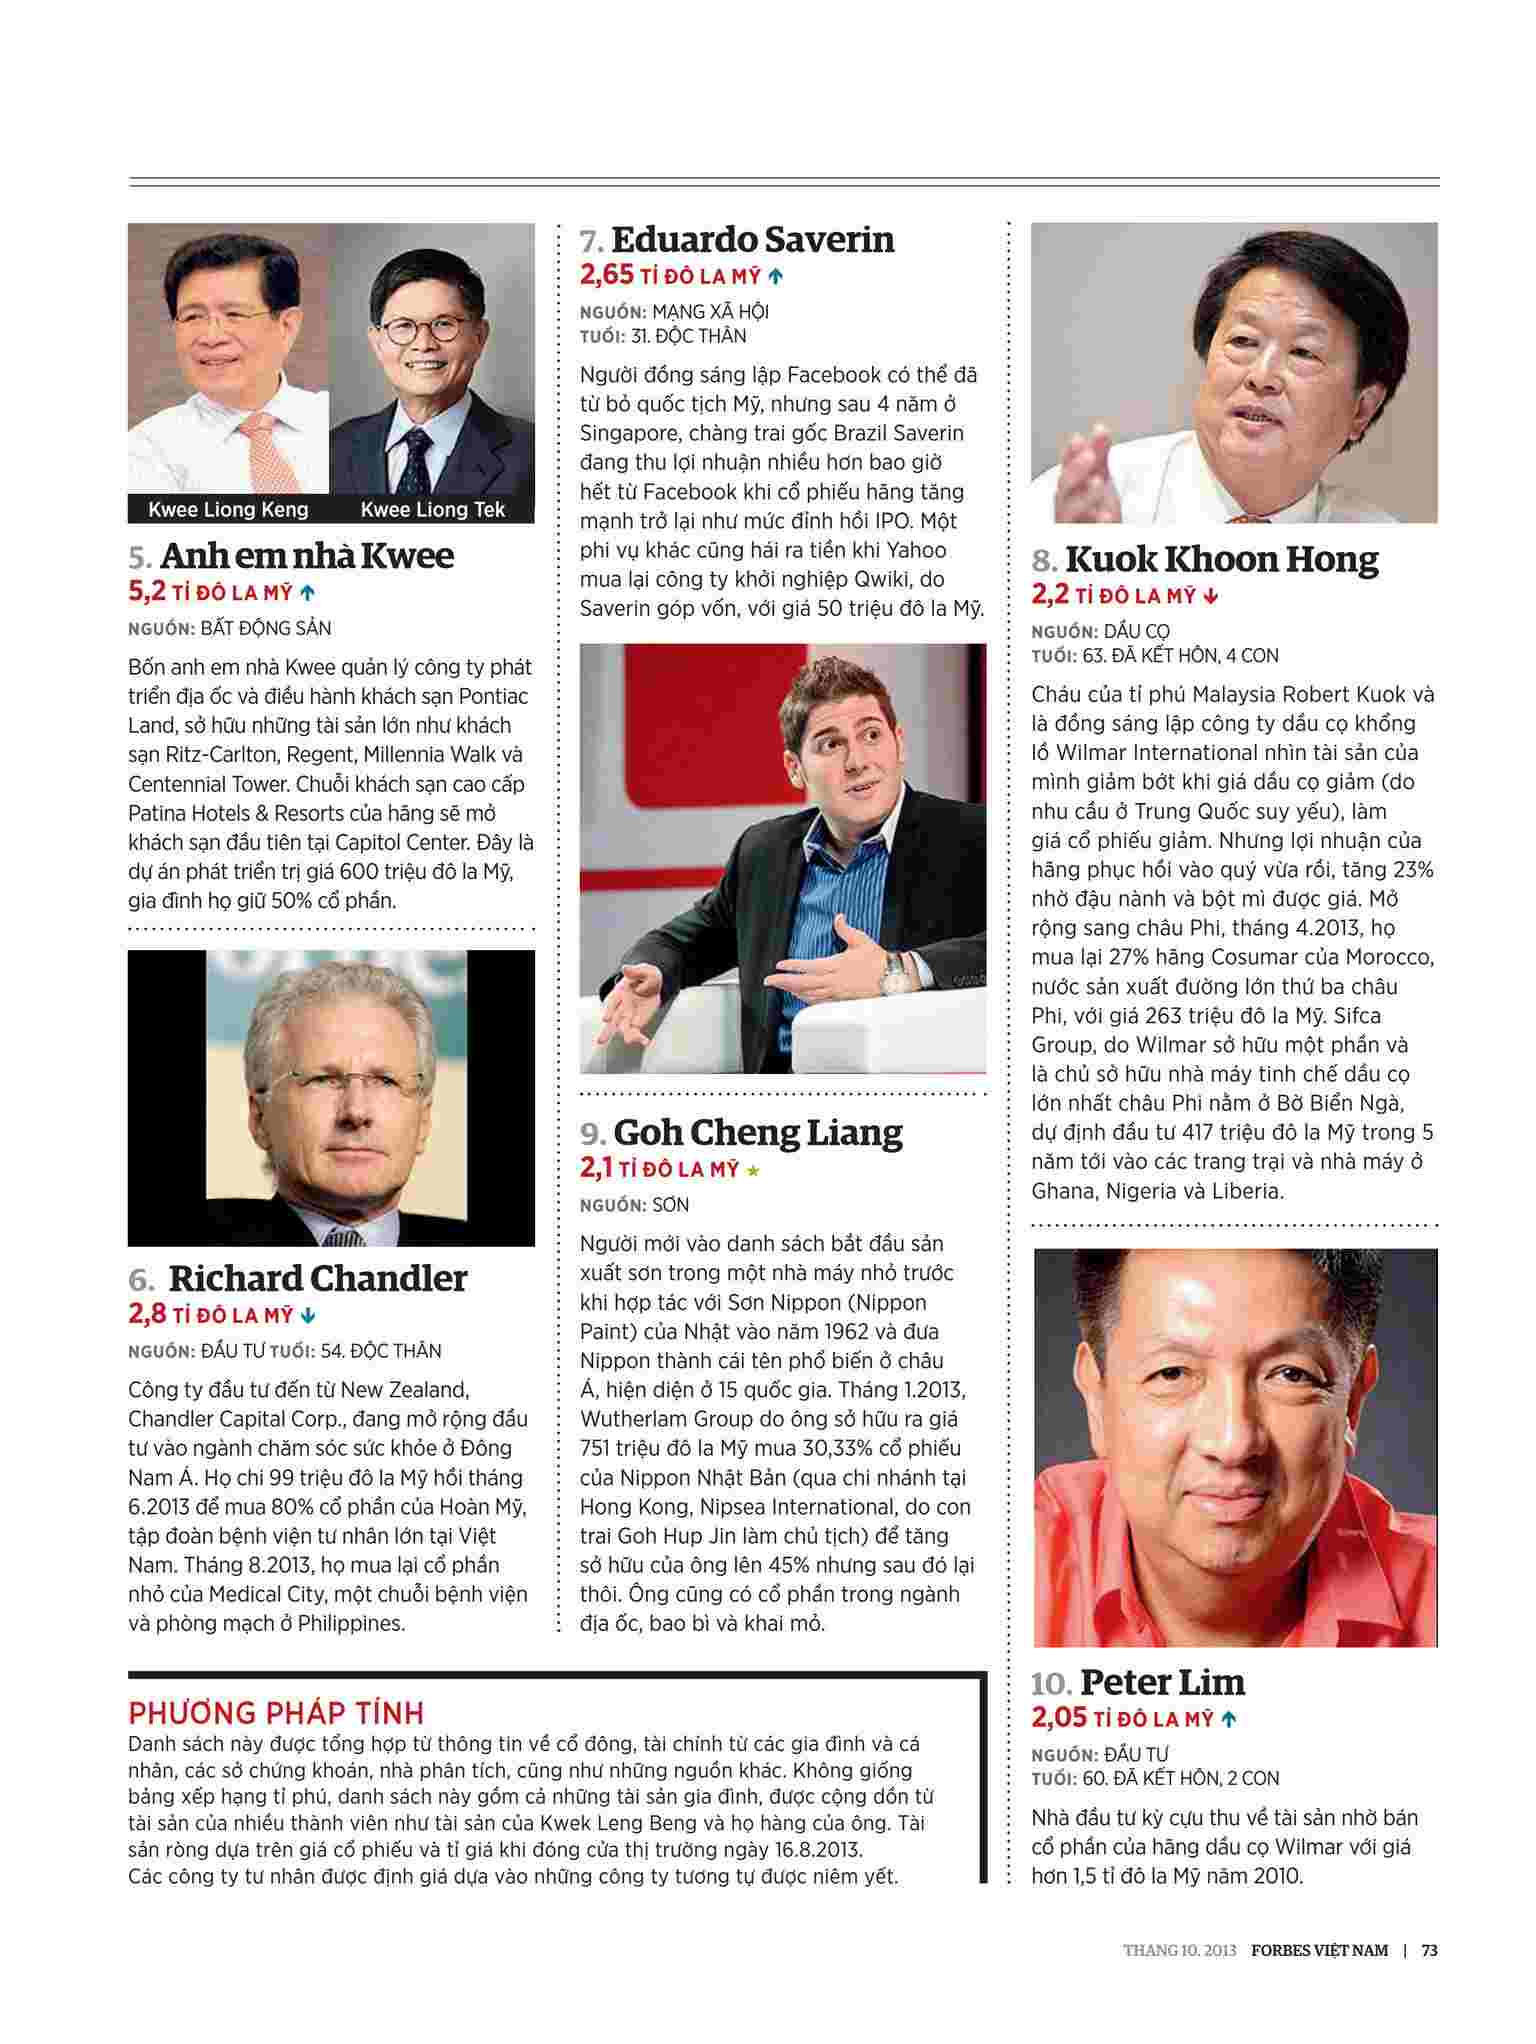 Kwee Liong Keng
Kwee Liong Tek
5. Anh em nhà Kwee
5,2 TỈ ĐÔ LA MỸ
NGUỒN: BẤT ĐỘNG SẢN
Bốn anh em nhà Kwee quản lý công ty phát
triển địa ốc và điều hành khách sạn Pontiac
Land, sở hữu những tài sản lớn như khách
sạn Ritz-Carlton, Regent, Millennia Walk và
Centennial Tower. Chuỗi khách sạn cao cấp
Patina Hotels & Resorts của hãng sẽ mở
khách sạn đầu tiên tại Capitol Center. Đây là
dự án phát triển trị giá 600 triệu đô la Mỹ,
gia đình họ giữ 50% cổ phần.
6. Richard Chandler
2,8 TỈ ĐÔ LA MỸ
NGUỒN: ĐẦU TƯ TUỔI: 54. ĐỘC THÂN
Công ty đầu tư đến từ New Zealand,
Chandler Capital Corp., đang mở rộng đầu
tư vào ngành chăm sóc sức khỏe ở Đông
Nam Á. Họ chi 99 triệu đô la Mỹ hồi tháng
6.2013 để mua 80% cổ phần của Hoàn Mỹ,
tập đoàn bệnh viện tư nhân lớn tại Việt
Nam. Tháng 8.2013, họ mua lại cổ phần
nhỏ của Medical City, một chuỗi bệnh viện
và phòng mạch ở Philippines.
7. Eduardo Saverin
2,65 TỈ ĐÔ LA MỸ
NGUỒN: MẠNG XÃ HỘI
TUỔI: 31. ĐỘC THÂN
Người đồng sáng lập Facebook có thể đã
từ bỏ quốc tịch Mỹ, nhưng sau 4 năm ở
Singapore, chàng trai gốc Brazil Saverin
đang thu lợi nhuận nhiều hơn bao giờ
hết từ Facebook khi cổ phiếu hãng tăng
mạnh trở lại như mức đỉnh hồi IPO. Một
phi vụ khác cũng hái ra tiền khi Yahoo
mua lại công ty khởi nghiệp Qwiki, do
Saverin góp vốn, với giá 50 triệu đô la Mỹ.
9. Goh Cheng Liang
2,1 TỈ ĐÔ LA MỸ
NGUỒN: SƠN
Người mới vào danh sách bắt đầu sản
xuất sơn trong một nhà máy nhỏ trước
khi hợp tác với Sơn Nippon (Nippon
Paint) của Nhật vào năm 1962 và đưa
Nippon thành cái tên phổ biến ở châu
Á, hiện diện ở 15 quốc gia. Tháng 1.2013,
Wutherlam Group do ông sở hữu ra giá
751 triệu đô la Mỹ mua 30,33% cổ phiếu
của Nippon Nhật Bản (qua chi nhánh tại
Hong Kong, Nipsea International, do con
trai Goh Hup Jin làm chủ tịch) để tăng
sở hữu của ông lên 45% nhưng sau đó lại
thôi. Ông cũng có cổ phần trong ngành
địa ốc, bao bì và khai mỏ.
8. Kuok Khoon Hong
2,2 TỈ ĐÔ LA MỸ
NGUỒN: DẦU CỌ
TUỔI: 63. ĐÃ KẾT HÔN, 4 CON
Cháu của tỉ phú Malaysia Robert Kuok và
là đồng sáng lập công ty dầu cọ khổng
lồ Wilmar International nhìn tài sản của
mình giảm bớt khi giá dầu cọ giảm (do
nhu cầu ở Trung Quốc suy yếu), làm
giá cổ phiếu giảm. Nhưng lợi nhuận của
hãng phục hồi vào quý vừa rồi, tăng 23%
nhờ đậu nành và bột mì được giá. Mở
rộng sang châu Phi, tháng 4.2013, họ
mua lại 27% hãng Cosumar của Morocco,
nước sản xuất đường lớn thứ ba châu
Phi, với giá 263 triệu đô la Mỹ. Sifca
Group, do Wilmar sở hữu một phần và
là chủ sở hữu nhà máy tinh chế dầu cọ
lớn nhất châu Phi nằm ở Bờ Biển Ngà,
dự định đầu tư 417 triệu đô la Mỹ trong 5
năm tới vào các trang trại và nhà máy ở
Ghana, Nigeria và Liberia.
10. Peter Lim
2,05 TỈ ĐÔ LA MỸ
NGUỒN: ĐẦU TƯ
TUỔI: 60. ĐÃ KẾT HÔN, 2 CON
Nhà đầu tư kỳ cựu thu về tài sản nhờ bán
cổ phần của hãng dầu cọ Wilmar với giá
hơn 1,5 tỉ đô la Mỹ năm 2010.
PHƯƠNG PHÁP TÍNH
Danh sách này được tổng hợp từ thông tin về cổ đông, tài chính từ các gia đình và cá
nhân, các sở chứng khoán, nhà phân tích, cũng như những nguồn khác. Không giống
bảng xếp hạng tỉ phú, danh sách này gồm cả những tài sản gia đình, được cộng dồn từ
tài sản của nhiều thành viên như tài sản của Kwek Leng Beng và họ hàng của ông. Tài
sản ròng dựa trên giá cổ phiếu và tỉ giá khi đóng cửa thị trường ngày 16.8.2013.
Các công ty tư nhân được định giá dựa vào những công ty tương tự được niêm yết.
THANG 10. 2013 FORBES VIỆT NAM | 73